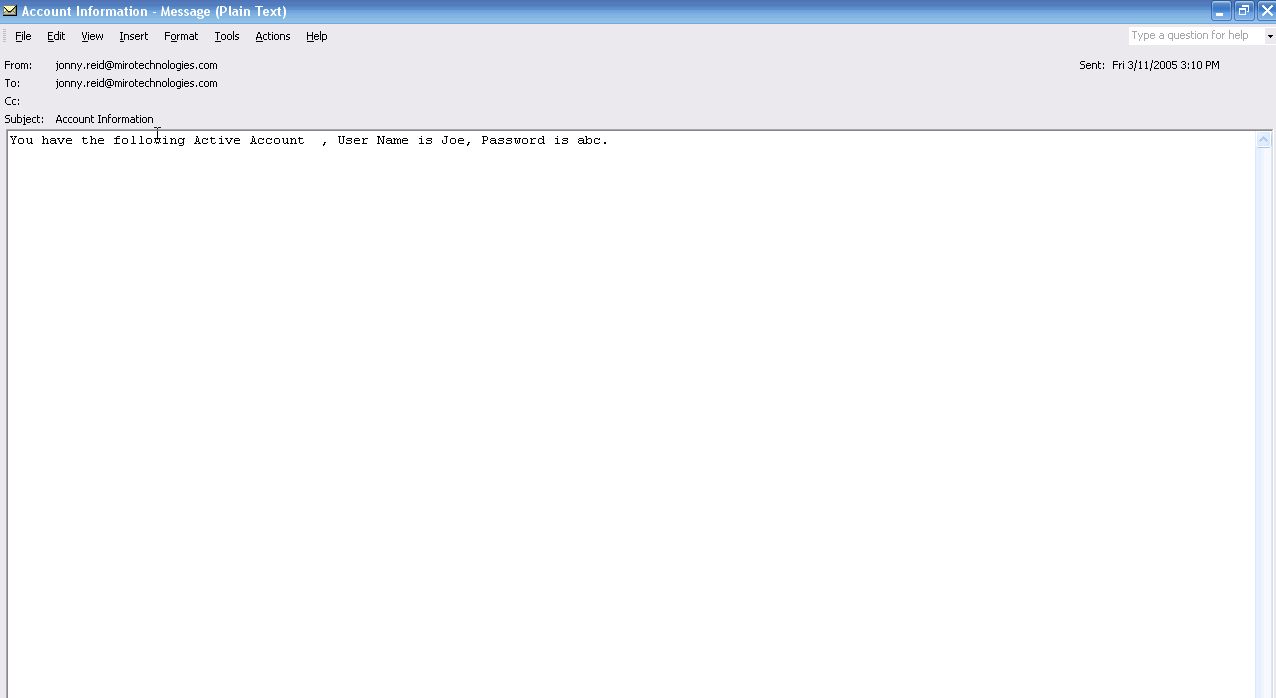 Account Information - Message (Plain Text)
File Edit View Insert Format Tools Actions Help Type a question for help
From: jonny.reid@mirotechnologies.com Sent: Fri 3/11/2005 3:10 PM
To: jonny.reid@mirotechnologies.com
Cc:
Subject: Account Information
You have the following Active Account , User Name is Joe, Password is abc.